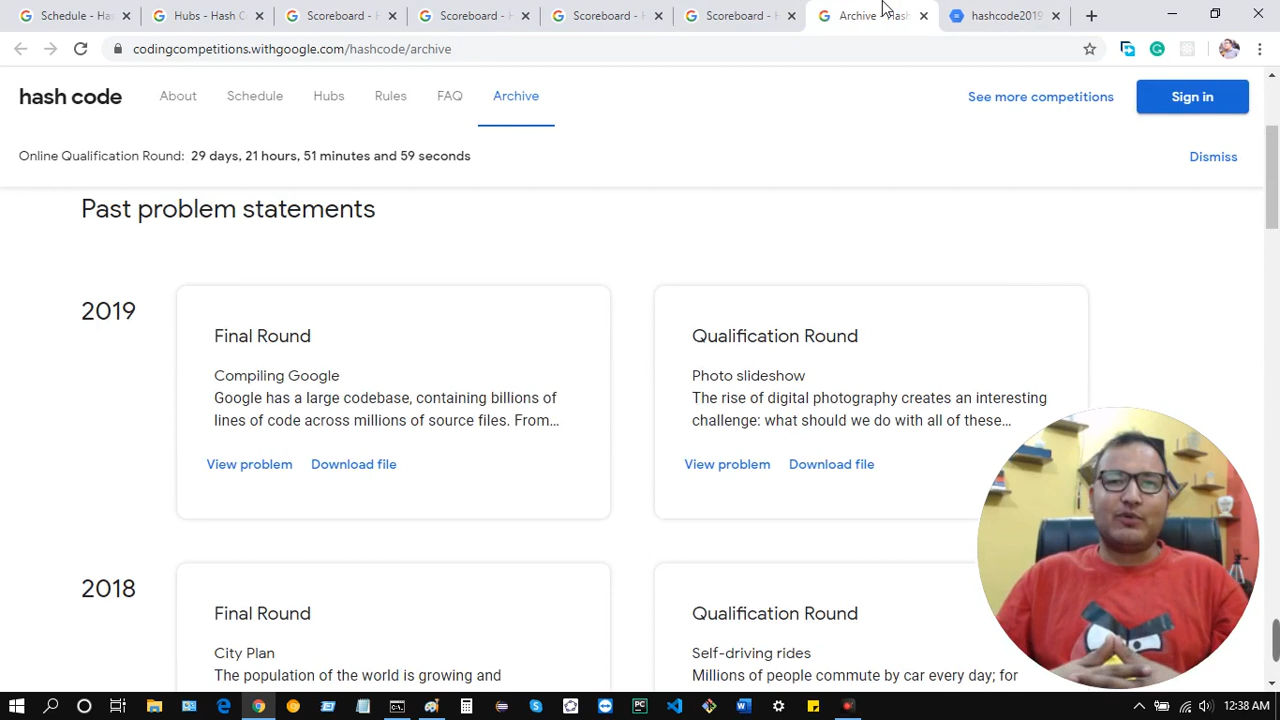 Schedule - Ha
Hubs - Hash C
Scoreboard - H
Scoreboard - H
Scoreboard - H
Scoreboard - H
Archive - Hash
hashcode2019
codingcompetitions.withgoogle.com/hashcode/archive
hash code
About
Schedule
Hubs
Rules
FAQ
Archive
See more competitions
Sign in
Online Qualification Round: 29 days, 21 hours, 51 minutes and 59 seconds
Dismiss
Past problem statements
2019
Final Round
Compiling Google
Google has a large codebase, containing billions of
lines of code across millions of source files. From...
View problem
Download file
Qualification Round
Photo slideshow
The rise of digital photography creates an interesting
challenge: what should we do with all of these...
View problem
Download file
2018
Final Round
City Plan
The population of the world is growing and
Qualification Round
Self-driving rides
Millions of people commute by car every day; for
12:38 AM